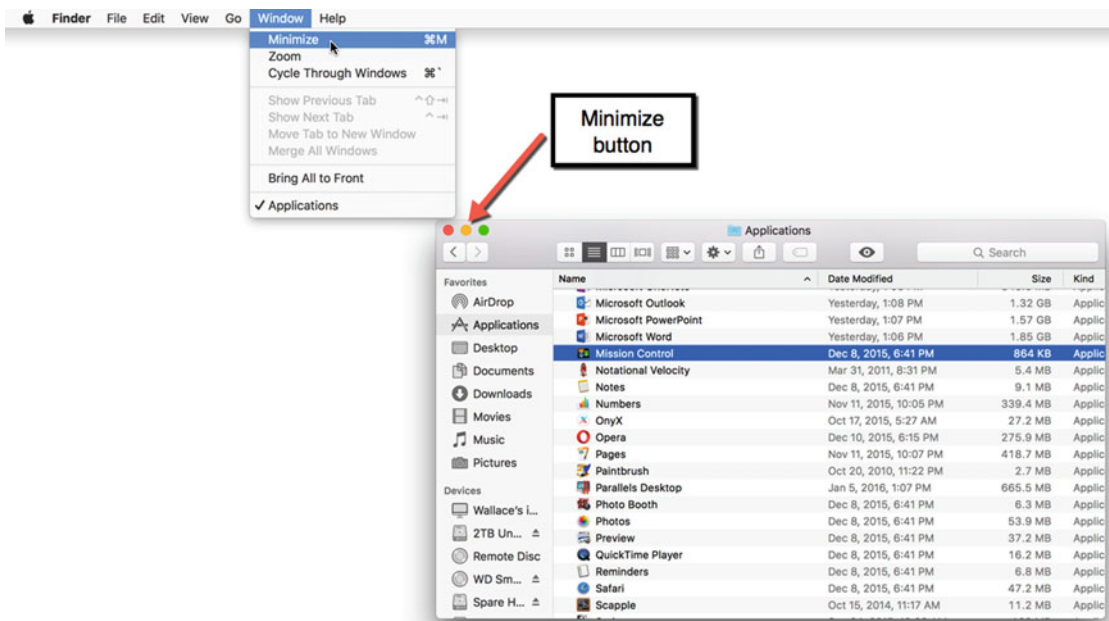 Finder File Edit View Go Window Help
Minimize ⌘M
Zoom
Cycle Through Windows ⌘`
Show Previous Tab ^⇧⇥
Show Next Tab ^⇥
Move Tab to New Window
Merge All Windows
Bring All to Front
✓ Applications
Minimize
button
Applications
Search
Favorites
AirDrop
Applications
Desktop
Documents
Downloads
Movies
Music
Pictures
Devices
Wallace's i...
2TB Un...
Remote Disc
WD Sm...
Spare H...
Name Date Modified Size Kind
Microsoft Outlook Yesterday, 1:08 PM 1.32 GB Applic
Microsoft PowerPoint Yesterday, 1:07 PM 1.57 GB Applic
Microsoft Word Yesterday, 1:06 PM 1.85 GB Applic
Mission Control Dec 8, 2015, 6:41 PM 864 KB Applic
Notational Velocity Mar 31, 2011, 8:31 PM 5.4 MB Applic
Notes Dec 8, 2015, 6:41 PM 9.1 MB Applic
Numbers Nov 11, 2015, 10:05 PM 339.4 MB Applic
OnyX Oct 17, 2015, 5:27 AM 27.2 MB Applic
Opera Dec 10, 2015, 6:15 PM 275.9 MB Applic
Pages Nov 11, 2015, 10:07 PM 418.7 MB Applic
Paintbrush Oct 20, 2010, 11:22 PM 2.7 MB Applic
Parallels Desktop Jan 5, 2016, 1:07 PM 665.5 MB Applic
Photo Booth Dec 8, 2015, 6:41 PM 6.3 MB Applic
Photos Dec 8, 2015, 6:41 PM 53.9 MB Applic
Preview Dec 8, 2015, 6:41 PM 37.2 MB Applic
QuickTime Player Dec 8, 2015, 6:41 PM 16.2 MB Applic
Reminders Dec 8, 2015, 6:41 PM 6.8 MB Applic
Safari Dec 8, 2015, 6:41 PM 47.2 MB Applic
Scapple Oct 15, 2014, 11:17 AM 11.2 MB Applic